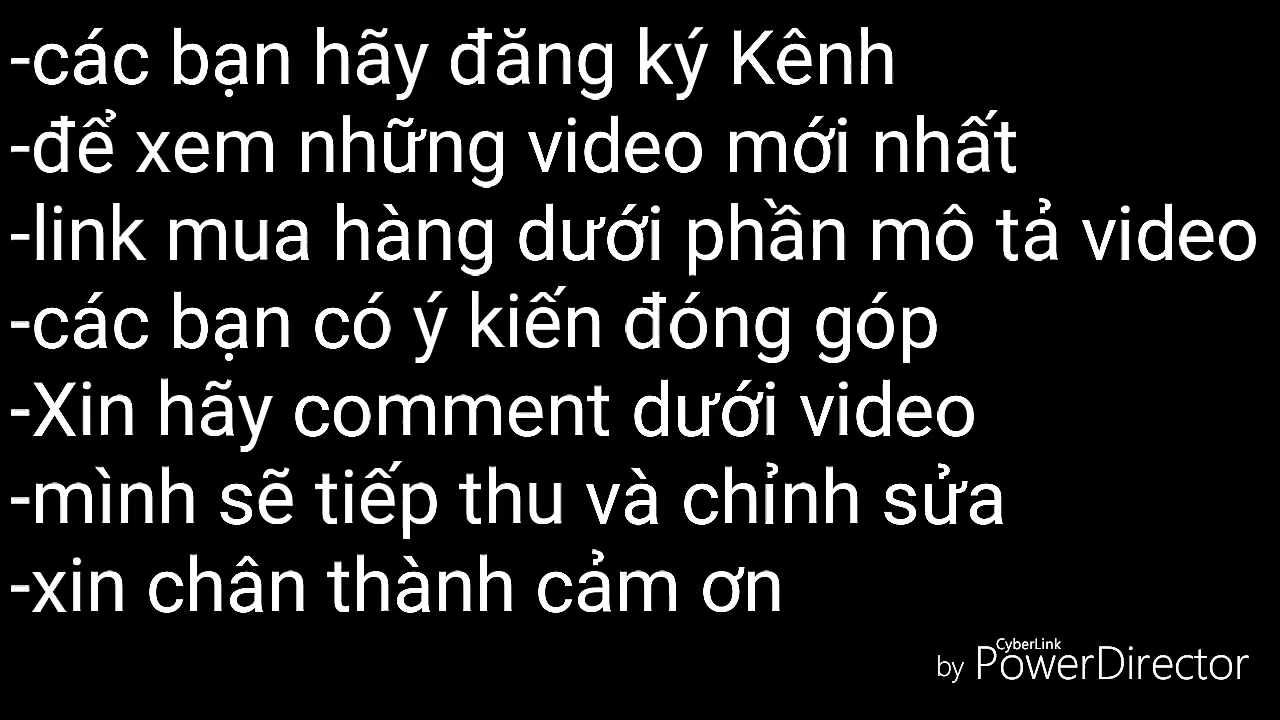 -các bạn hãy đăng ký Kênh
-để xem những video mới nhất
-link mua hàng dưới phần mô tả video
-các bạn có ý kiến đóng góp
-Xin hãy comment dưới video
-mình sẽ tiếp thu và chỉnh sửa
-xin chân thành cảm ơn
CyberLink
by PowerDirector